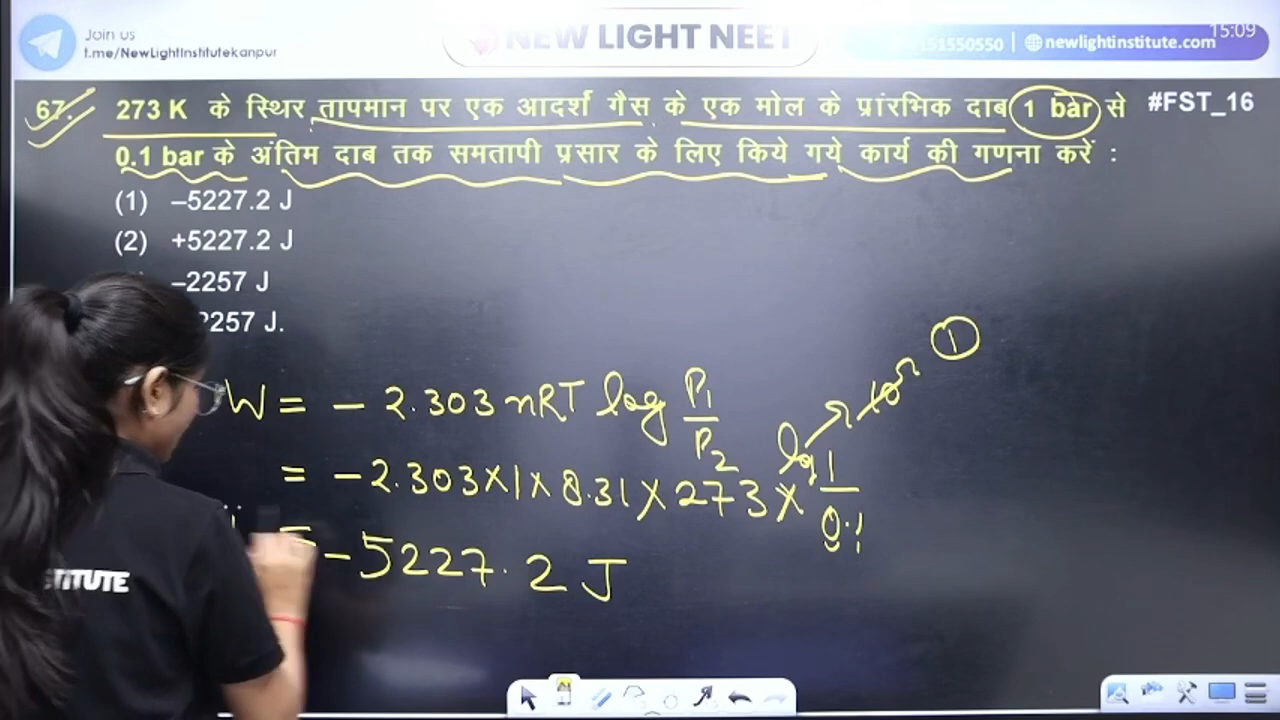 Join us
t.me/NewLightInstitutekanpur
NEW LIGHT NEET
151550550 | newlightinstitute.com
15:09
67. 273 K के स्थिर तापमान पर एक आदर्श गैस के एक मोल के प्रारंभिक दाब 1 bar से
#FST_16
0.1 bar के अंतिम दाब तक समतापी प्रसार के लिए किये गये कार्य की गणना करें :
(1) –5227.2 J
(2) +5227.2 J
–2257 J
2257 J.
W = - 2.303 nRT log P1/P2
= - 2.303 × 1 × 8.31 × 273 × log 1/0.1
10
1
= - 5227.2 J
TITUTE